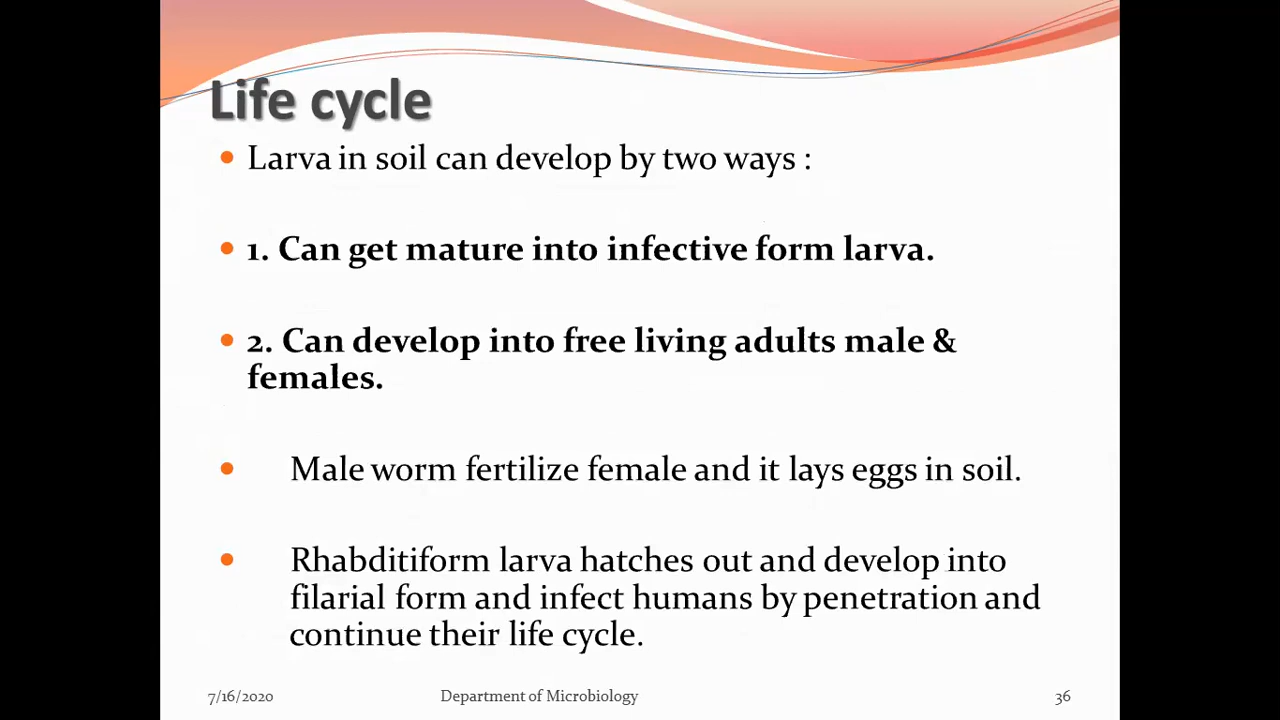 Life cycle
Larva in soil can develop by two ways :
1. Can get mature into infective form larva.
2. Can develop into free living adults male &
females.
Male worm fertilize female and it lays eggs in soil.
Rhabditiform larva hatches out and develop into
filarial form and infect humans by penetration and
continue their life cycle.
7/16/2020 Department of Microbiology 36